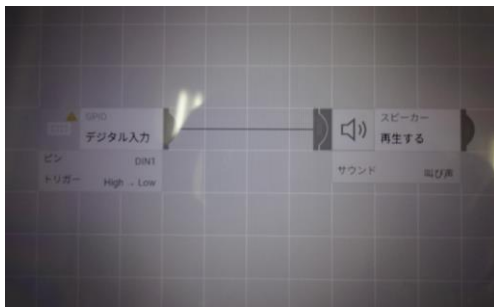 GPIO
デジタル入力
ピン DIN1
トリガー High → Low
スピーカー
再生する
サウンド 叫び声